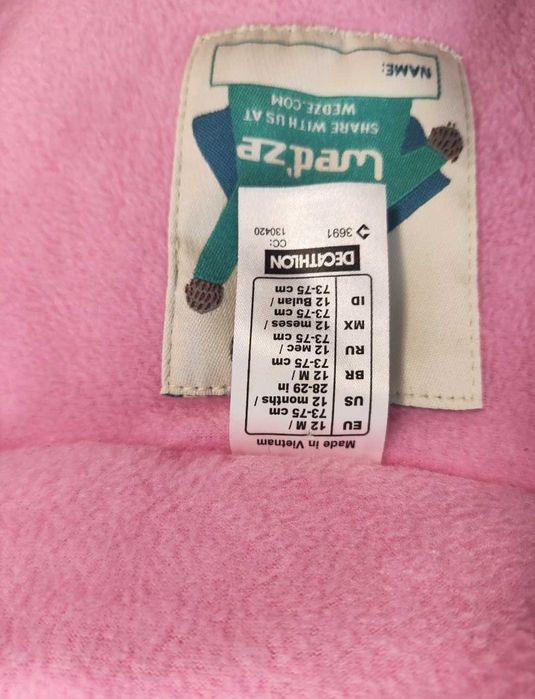 Made in Vietnam
EU 12 M /
73-75 cm
US 12 months /
28-29 in
BR 12 M /
73-75 cm
RU 12 мес /
73-75 cm
MX 12 meses /
73-75 cm
ID 12 Bulan /
73-75 cm
DECATHLON
3691 CC:
130420
wed'ze
SHARE WITH US AT
WEDZE.COM
NAME: